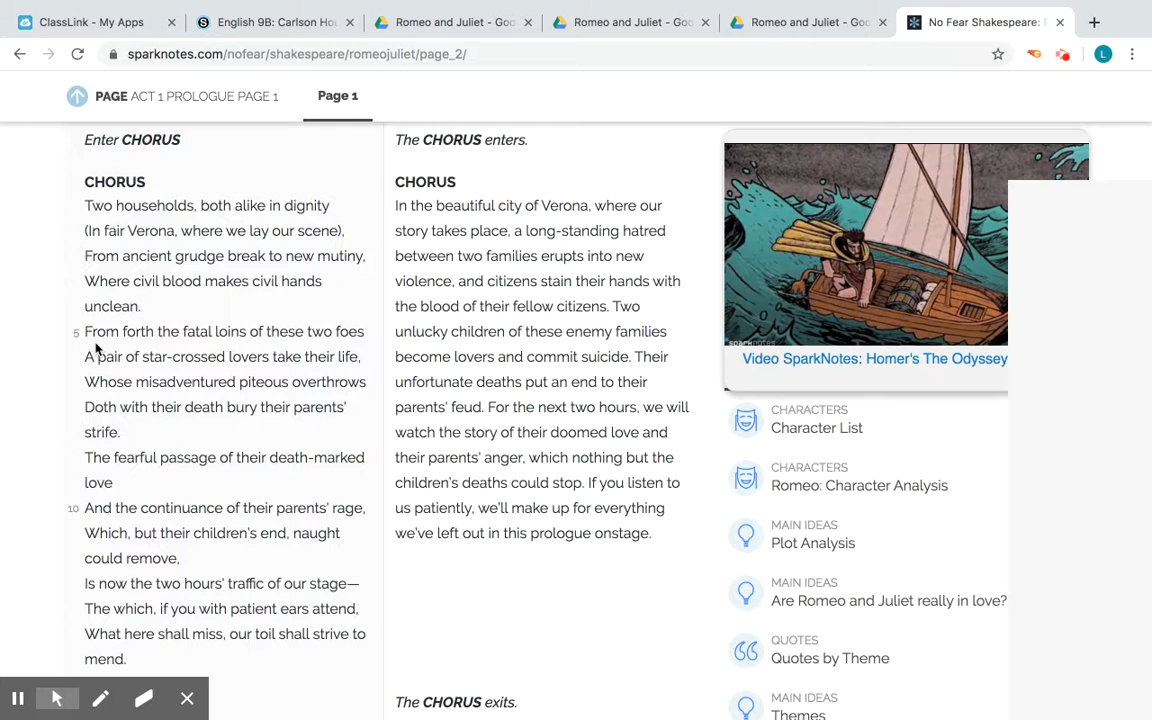 ClassLink - My Apps
English 9B: Carlson Ho
Romeo and Juliet - Goo
Romeo and Juliet - Goo
Romeo and Juliet - Goo
No Fear Shakespeare:
sparknotes.com/nofear/shakespeare/romeojuliet/page_2/
L
PAGE ACT 1 PROLOGUE PAGE 1
Page 1
Enter CHORUS
CHORUS
Two households, both alike in dignity
(In fair Verona, where we lay our scene),
From ancient grudge break to new mutiny,
Where civil blood makes civil hands
unclean.
5 From forth the fatal loins of these two foes
A pair of star-crossed lovers take their life,
Whose misadventured piteous overthrows
Doth with their death bury their parents'
strife.
The fearful passage of their death-marked
love
10 And the continuance of their parents' rage,
Which, but their children's end, naught
could remove,
Is now the two hours' traffic of our stage—
The which, if you with patient ears attend,
What here shall miss, our toil shall strive to
mend.
The CHORUS enters.
CHORUS
In the beautiful city of Verona, where our
story takes place, a long-standing hatred
between two families erupts into new
violence, and citizens stain their hands with
the blood of their fellow citizens. Two
unlucky children of these enemy families
become lovers and commit suicide. Their
unfortunate deaths put an end to their
parents' feud. For the next two hours, we will
watch the story of their doomed love and
their parents' anger, which nothing but the
children's deaths could stop. If you listen to
us patiently, we'll make up for everything
we've left out in this prologue onstage.
The CHORUS exits.
sparknotes
Video SparkNotes: Homer's The Odyssey
CHARACTERS
Character List
CHARACTERS
Romeo: Character Analysis
MAIN IDEAS
Plot Analysis
MAIN IDEAS
Are Romeo and Juliet really in love?
QUOTES
Quotes by Theme
MAIN IDEAS
Themes